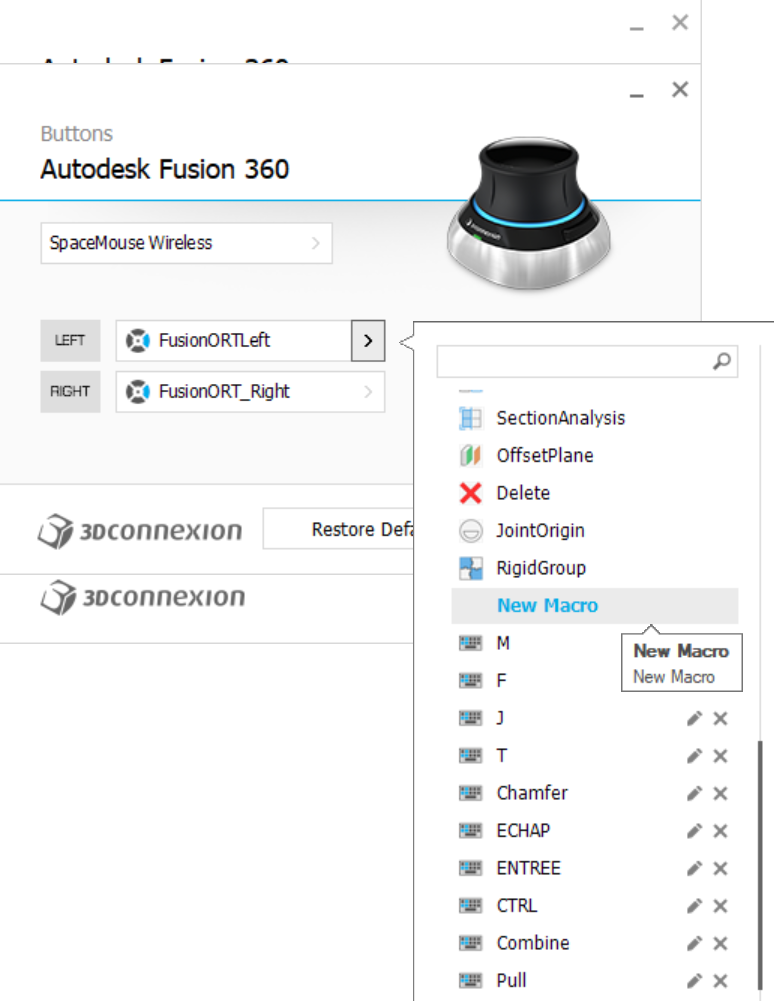 Autodesk Fusion 360
Buttons
Autodesk Fusion 360
SpaceMouse Wireless
LEFT
FusionORTLeft
RIGHT
FusionORT_Right
3Dconnexion
Restore Defa
3Dconnexion
SectionAnalysis
OffsetPlane
Delete
JointOrigin
RigidGroup
New Macro
M
New Macro
F
New Macro
J
T
Chamfer
ECHAP
ENTREE
CTRL
Combine
Pull